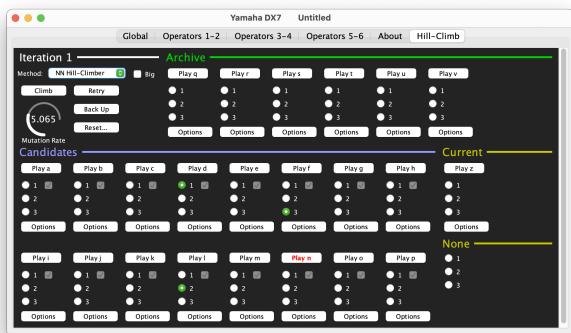 Yamaha DX7 Untitled
Global Operators 1-2 Operators 3-4 Operators 5-6 About Hill-Climb
Iteration 1 Archive
Method: NN Hill-Climber Big Play q Play r Play s Play t Play u Play v
Climb Retry 1 1 1 1 1 1
5.065 Back Up 2 2 2 2 2 2
3 3 3 3 3 3
Reset... Options Options Options Options Options Options
Mutation Rate
Candidates Current
Play a Play b Play c Play d Play e Play f Play g Play h Play z
1 1 1 1 1 1 1 1 1
2 2 2 2 2 2 2 2 2
3 3 3 3 3 3 3 3 3
Options Options Options Options Options Options Options Options Options
None
Play i Play j Play k Play l Play m Play n Play o Play p 1
1 1 1 1 1 1 1 1 2
2 2 2 2 2 2 2 2 3
3 3 3 3 3 3 3 3
Options Options Options Options Options Options Options Options